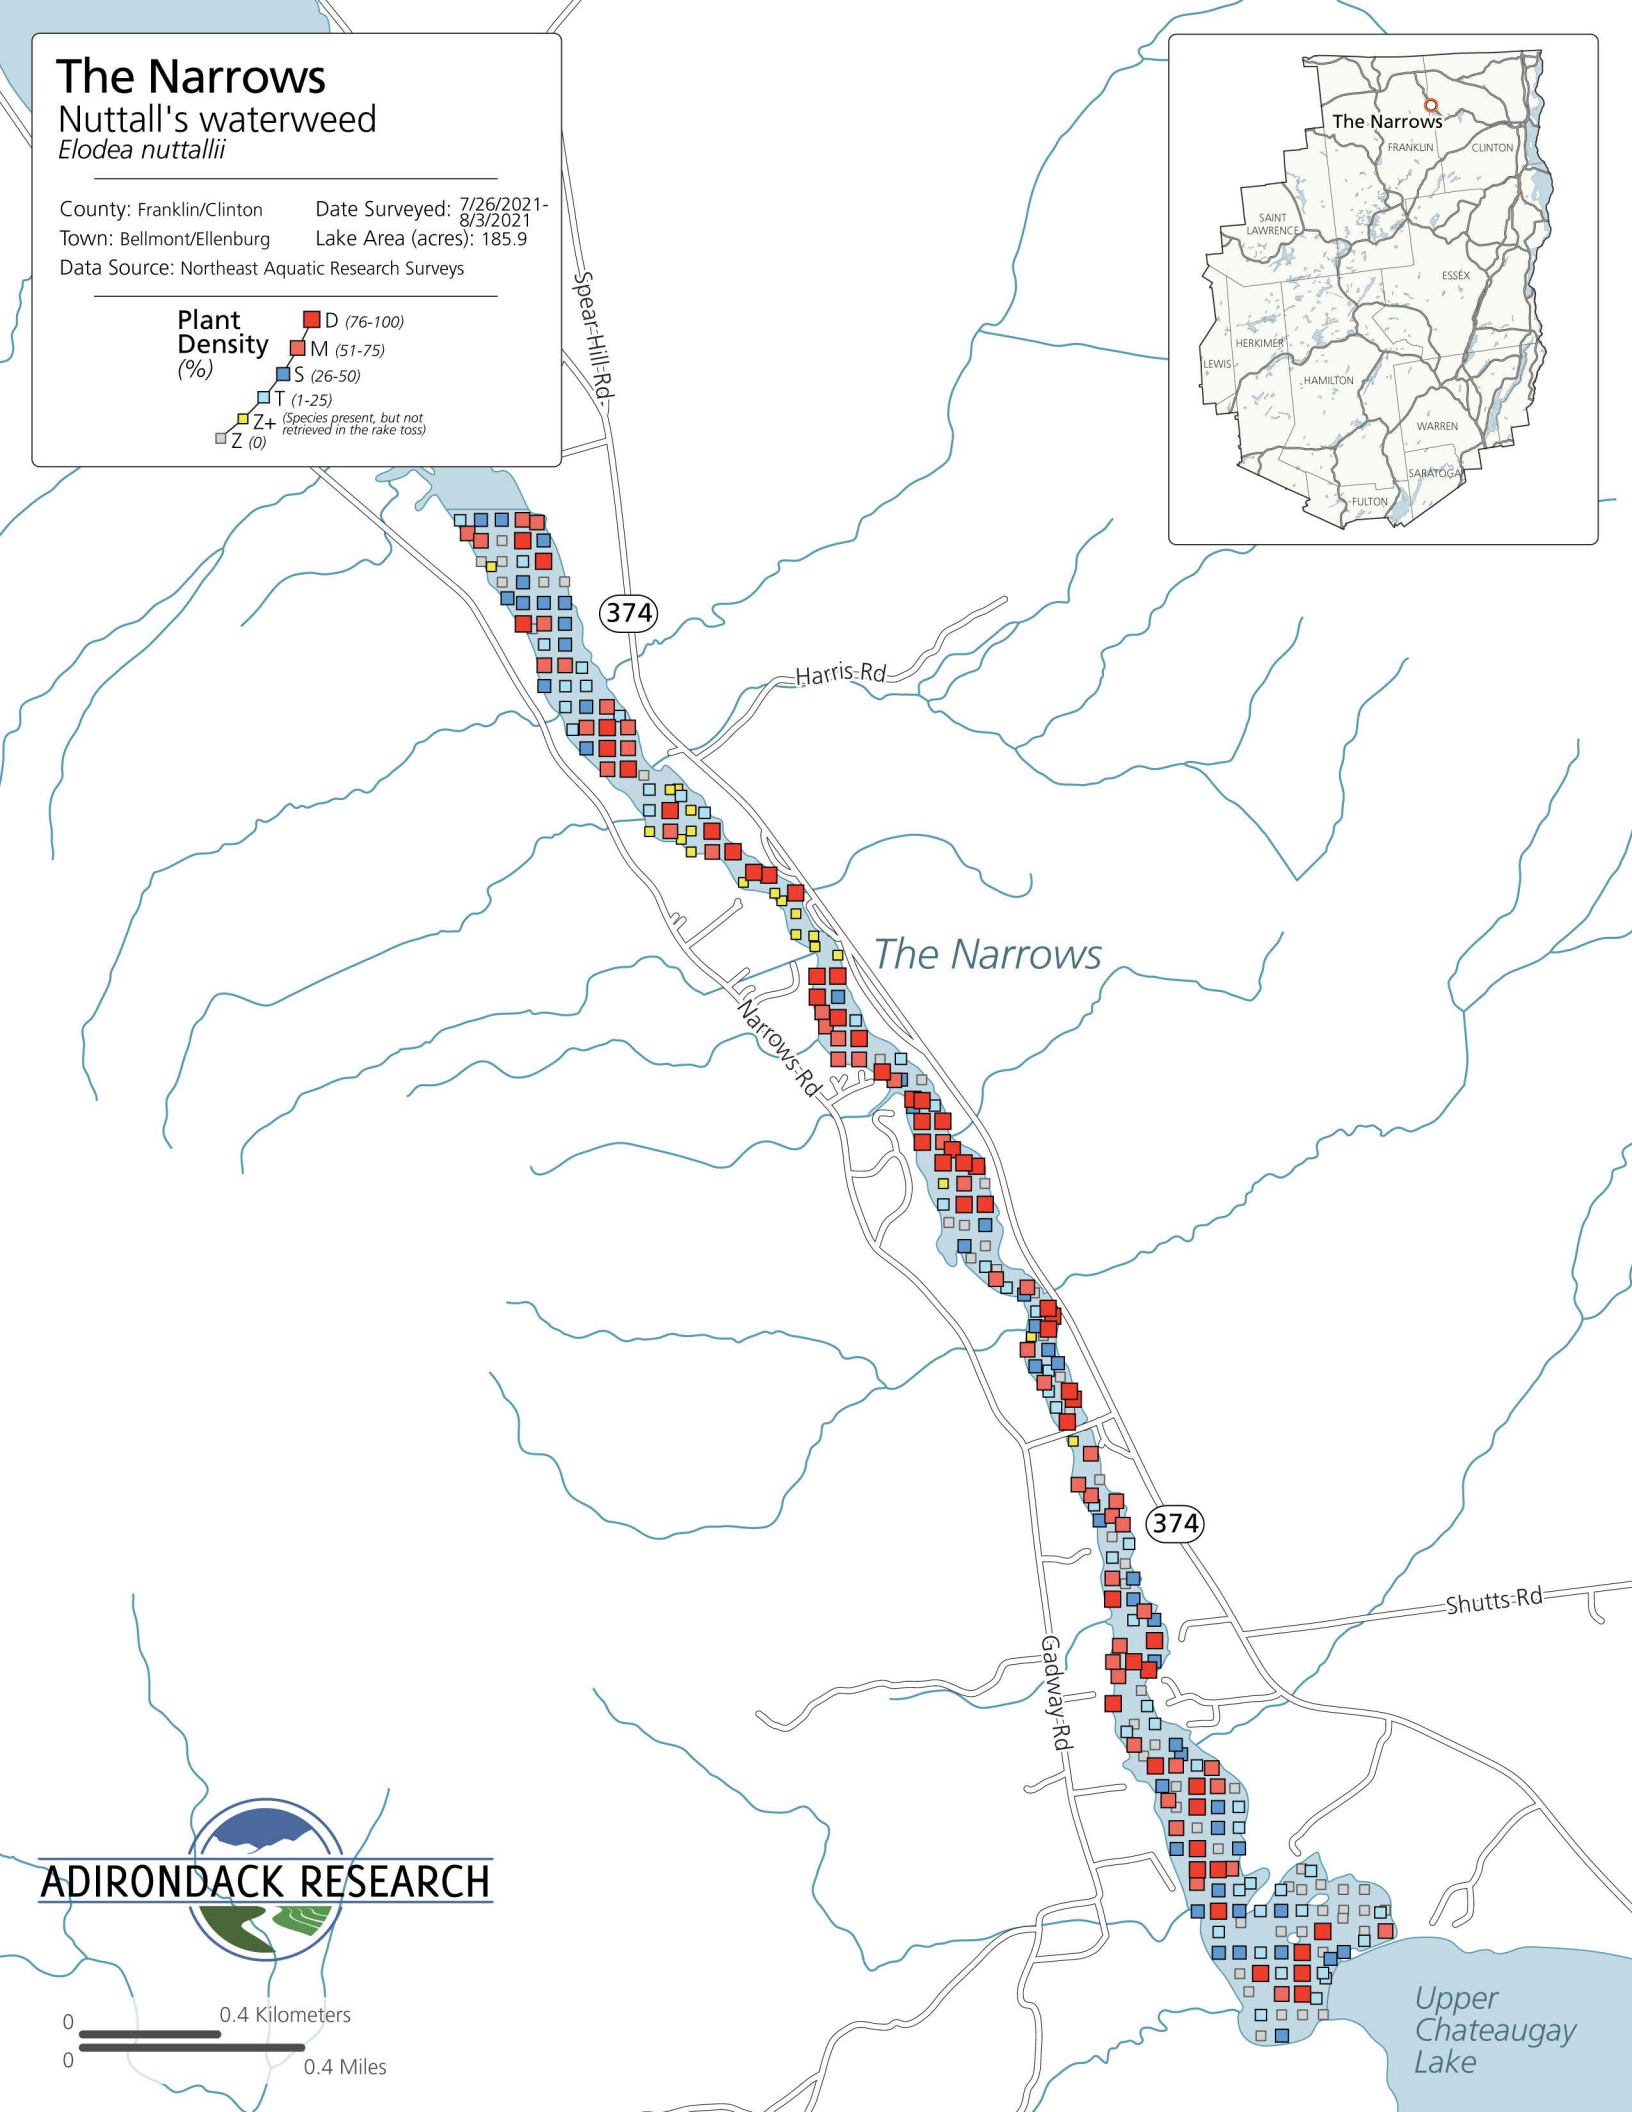 The Narrows
Nuttall's waterweed
Elodea nuttallii
County: Franklin/Clinton
Date Surveyed: 7/26/2021-
8/3/2021
Town: Bellmont/Ellenburg
Lake Area (acres): 185.9
Data Source: Northeast Aquatic Research Surveys
Plant
Density
(%)
D (76-100)
M (51-75)
S (26-50)
T (1-25)
Z+ (Species present, but not
retrieved in the rake toss)
Z (0)
The Narrows
FRANKLIN
CLINTON
SAINT
LAWRENCE
ESSEX
HERKIMER
LEWIS
HAMILTON
WARREN
SARATOGA
FULTON
Spear-Hill-Rd-
374
Harris-Rd
The Narrows
Narrows-Rd
374
Shutts-Rd
Gadway-Rd
ADIRONDACK RESEARCH
0
0.4 Kilometers
0
0.4 Miles
Upper
Chateaugay
Lake